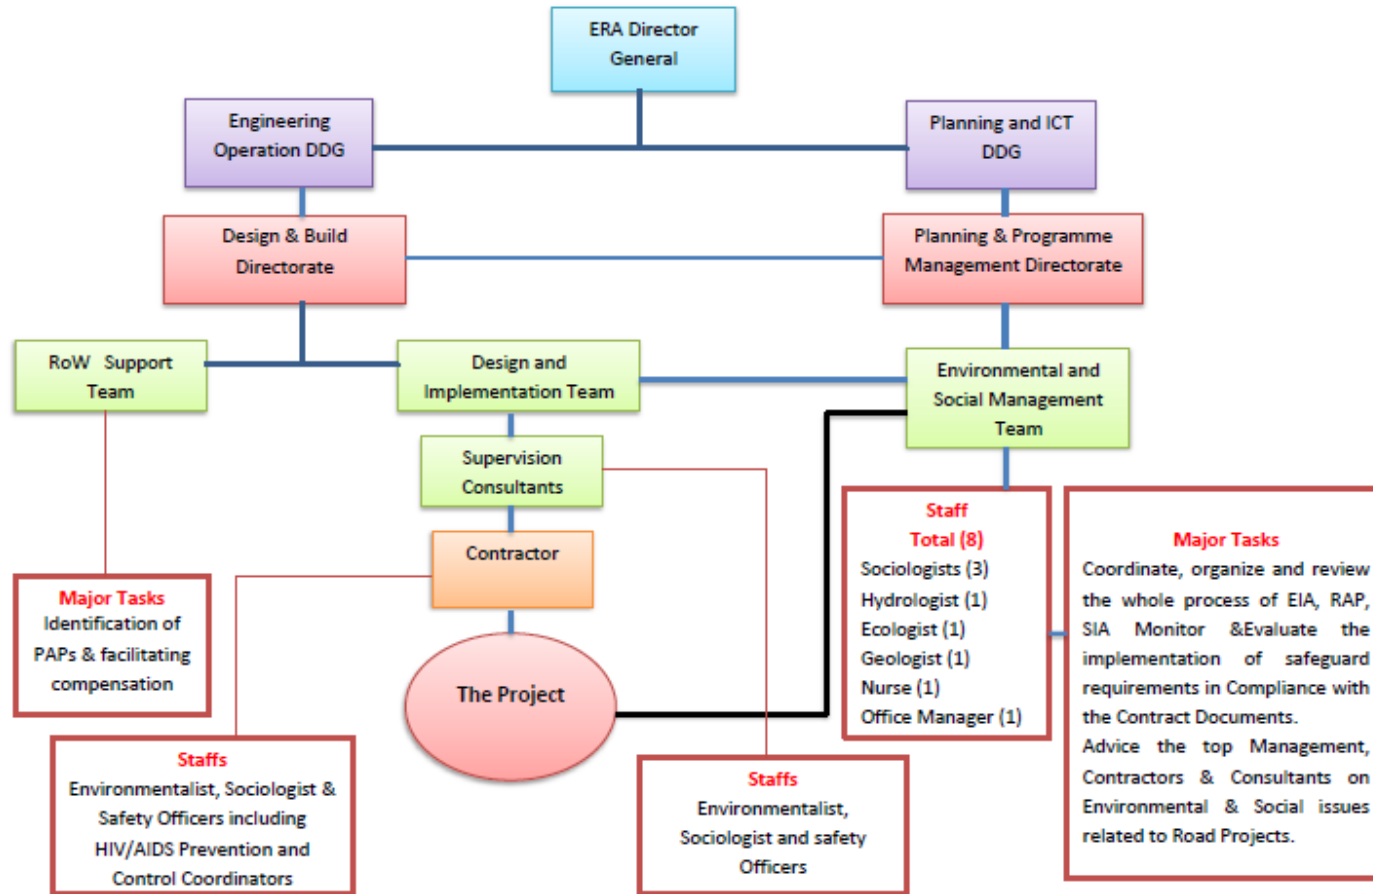 ERA Director
General
Engineering
Operation DDG
Planning and ICT
DDG
Design & Build
Directorate
Planning & Programme
Management Directorate
RoW Support
Team
Design and
Implementation Team
Environmental and
Social Management
Team
Supervision
Consultants
Contractor
The Project
Major Tasks
Identification of
PAPs & facilitating
compensation
Staffs
Environmentalist, Sociologist &
Safety Officers including
HIV/AIDS Prevention and
Control Coordinators
Staffs
Environmentalist,
Sociologist and safety
Officers
Staff
Total (8)
Sociologists (3)
Hydrologist (1)
Ecologist (1)
Geologist (1)
Nurse (1)
Office Manager (1)
Major Tasks
Coordinate, organize and review
the whole process of EIA, RAP,
SIA Monitor &Evaluate the
implementation of safeguard
requirements in Compliance with
the Contract Documents.
Advice the top Management,
Contractors & Consultants on
Environmental & Social issues
related to Road Projects.